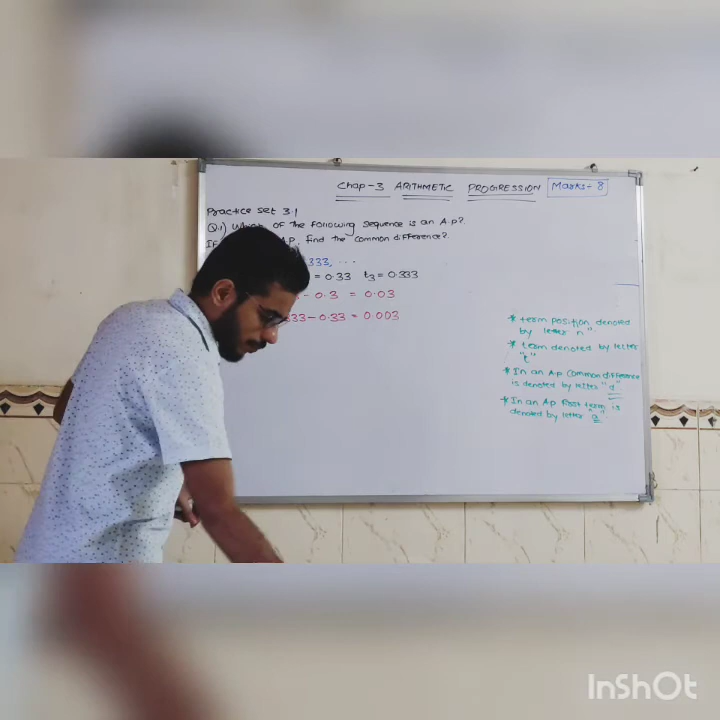 Chap-3 ARITHMETIC PROGRESSION Marks-8
Practice set 3.1
Q.1) Which of the following sequence is an A.P?
If A.P. find the common difference?
333, ...
= 0.33 t3 = 0.333
- 0.3 = 0.03
33 - 0.33 = 0.003
* term position denoted
by letter n".
* term denoted by letter
"t"
* In an A.p Common difference
is denoted by letter "d"
* In an Ap first term is
denoted by letter "a"
InShOt